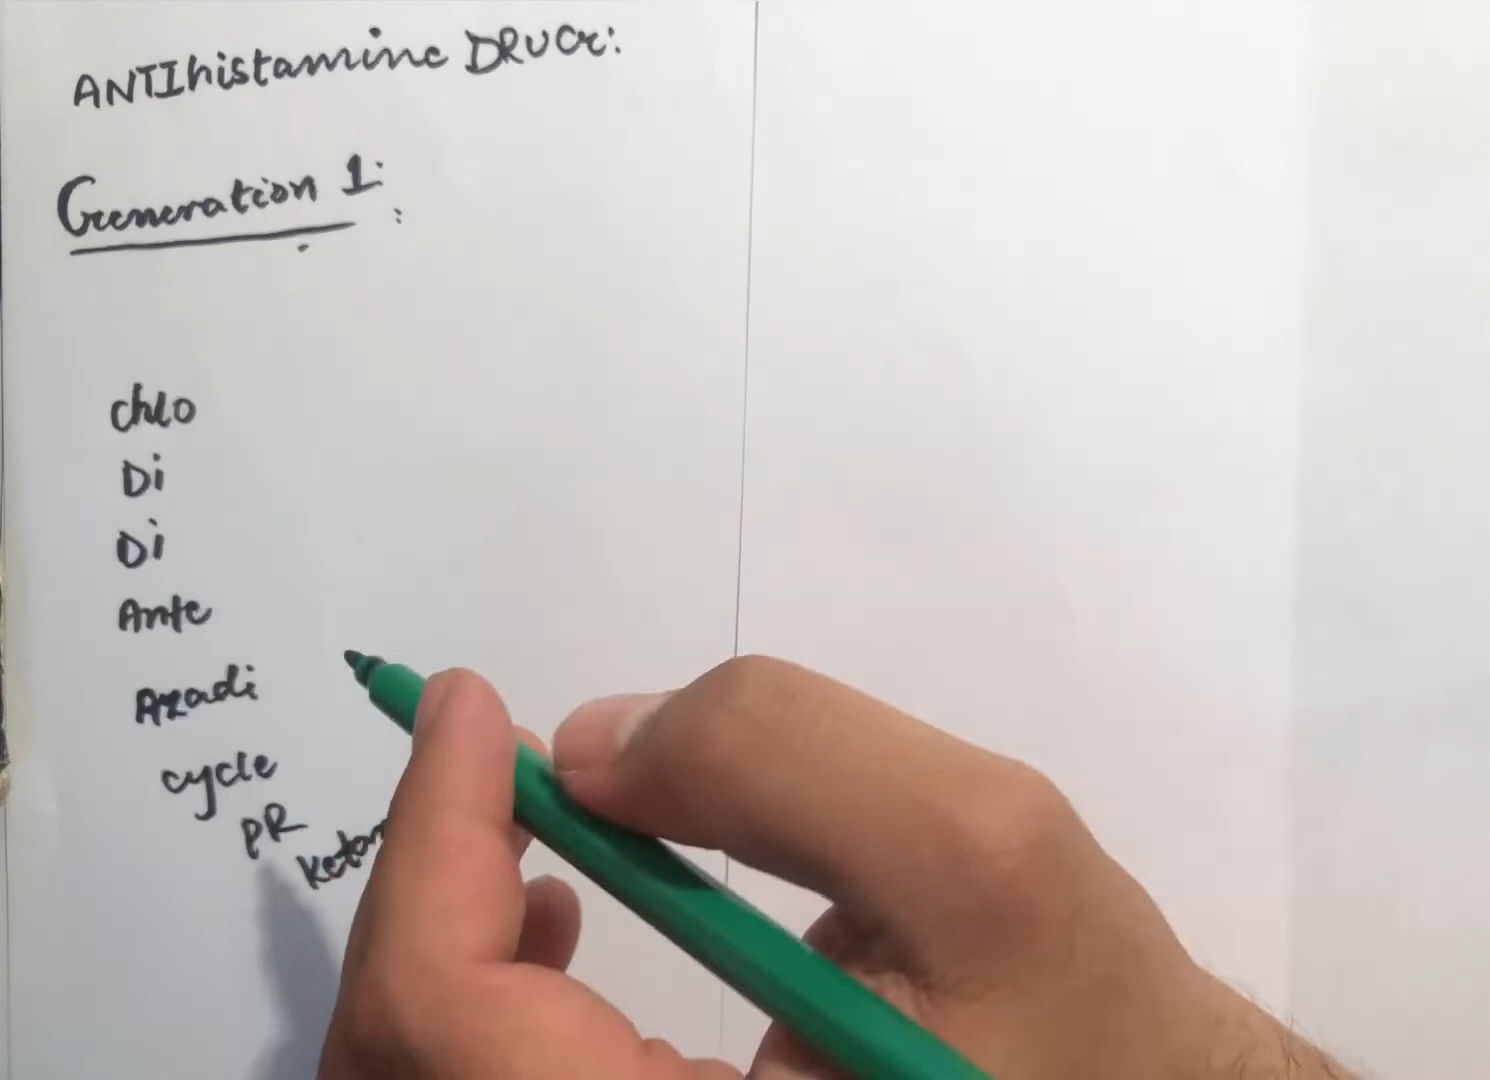 ANTIhistamine DRUG:
Generation 1:
chlo
Di
Di
Ante
Azadi
cycle
PR